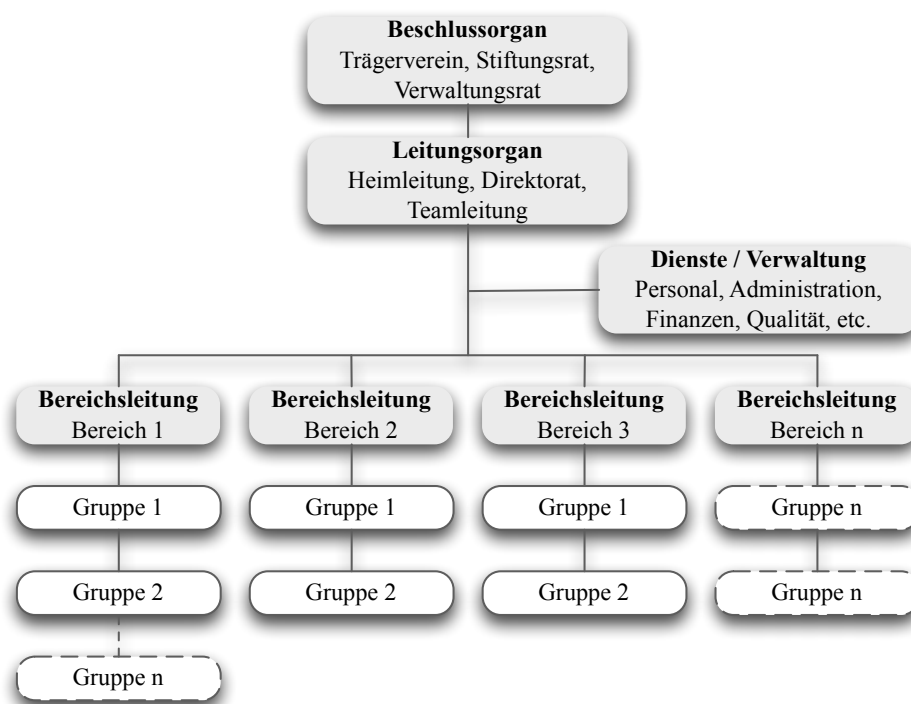 Beschlussorgan
Trägerverein, Stiftungsrat,
Verwaltungsrat
Leitungsorgan
Heimleitung, Direktorat,
Teamleitung
Dienste / Verwaltung
Personal, Administration,
Finanzen, Qualität, etc.
Bereichsleitung
Bereich 1
Bereichsleitung
Bereich 2
Bereichsleitung
Bereich 3
Bereichsleitung
Bereich n
Gruppe 1
Gruppe 1
Gruppe 1
Gruppe n
Gruppe 2
Gruppe 2
Gruppe 2
Gruppe n
Gruppe n